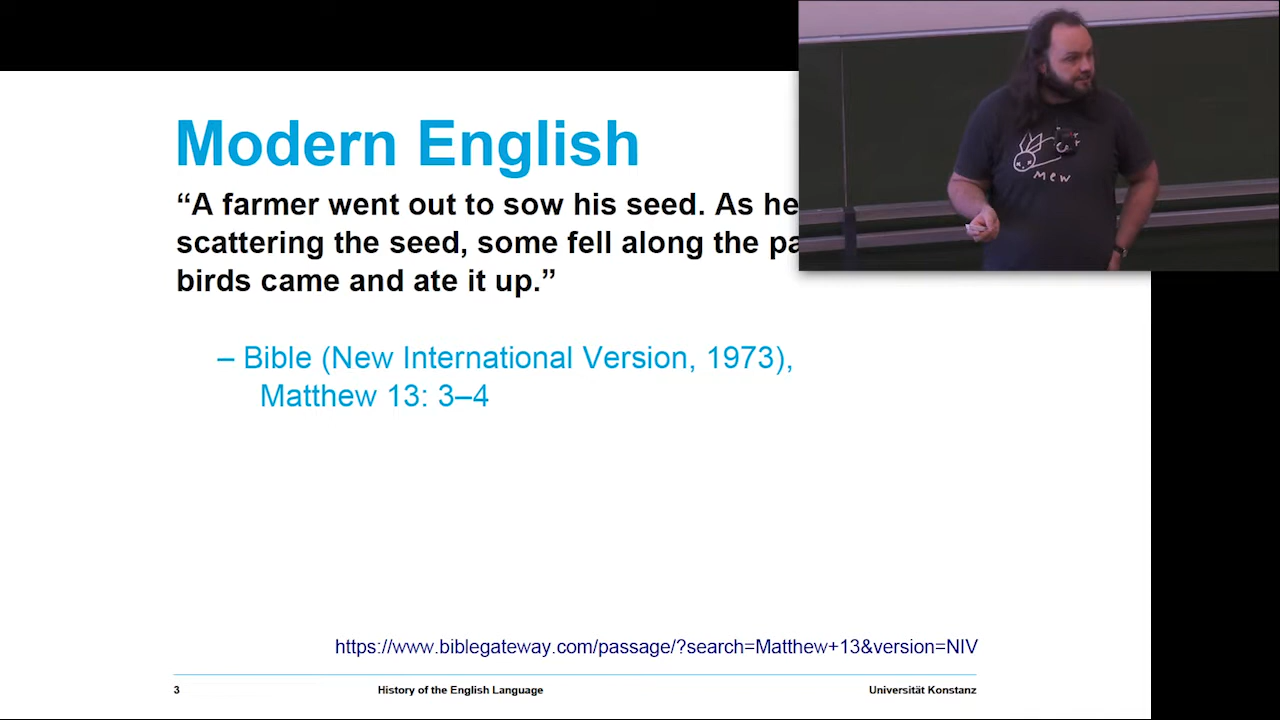 Modern English
“A farmer went out to sow his seed. As he
scattering the seed, some fell along the
birds came and ate it up.”
– Bible (New International Version, 1973),
Matthew 13: 3–4
mew
https://www.biblegateway.com/passage/?search=Matthew+13&version=NIV
3 History of the English Language Universität Konstanz